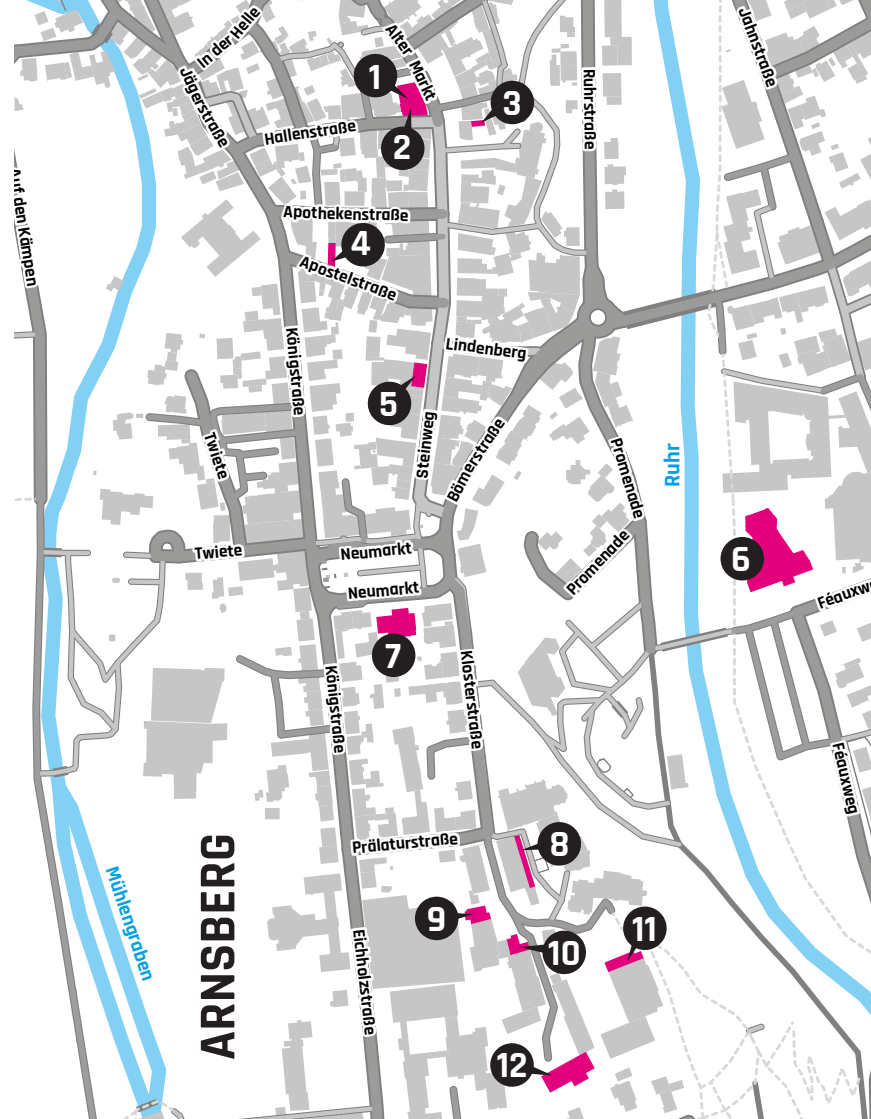 Alter Markt
Jahnstraße
In der Helle
Jägerstraße
1
3
2
Ruhrstraße
Hallenstraße
Auf den Kämpen
Apothekenstraße
4
Apostelstraße
Königstraße
Lindenberg
5
Steinweg
Bömerstraße
Twiete
Promenade
Ruhr
Twiete
Neumarkt
Promenade
6
Neumarkt
Féauxw
7
Königstraße
Klosterstraße
Féauxweg
Prälaturstraße
8
ARNSBERG
Mühlengraben
9
11
10
Eichholzstraße
12